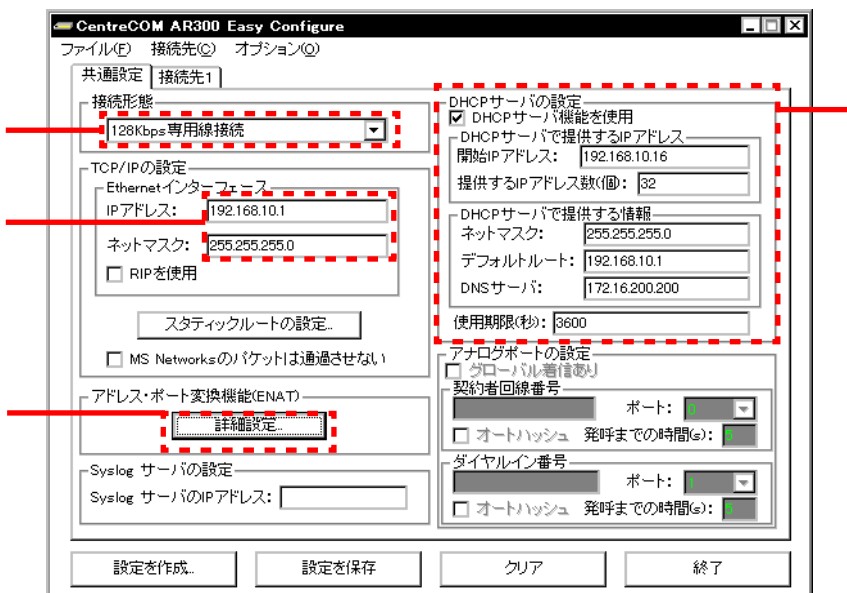 CentreCOM AR300 Easy Configure
ファイル(F) 接続先(C) オプション(O)
共通設定 接続先1
接続形態
128Kbps専用線接続
TCP/IPの設定
Ethernetインターフェース
IPアドレス: 192.168.10.1
ネットマスク: 255.255.255.0
RIPを使用
スタティックルートの設定...
MS Networksのパケットは通過させない
アドレス・ポート変換機能(ENAT)
詳細設定...
Syslog サーバの設定
Syslog サーバのIPアドレス:
DHCPサーバの設定
DHCPサーバ機能を使用
DHCPサーバで提供するIPアドレス
開始IPアドレス: 192.168.10.16
提供するIPアドレス数(個): 32
DHCPサーバで提供する情報
ネットマスク: 255.255.255.0
デフォルトルート: 192.168.10.1
DNSサーバ: 172.16.200.200
使用期限(秒): 3600
アナログポートの設定
グローバル着信あり
契約者回線番号
ポート: 0
オートハッシュ 発呼までの時間(s): 5
ダイヤルイン番号
ポート: 1
オートハッシュ 発呼までの時間(s): 5
設定を作成... 設定を保存 クリア 終了